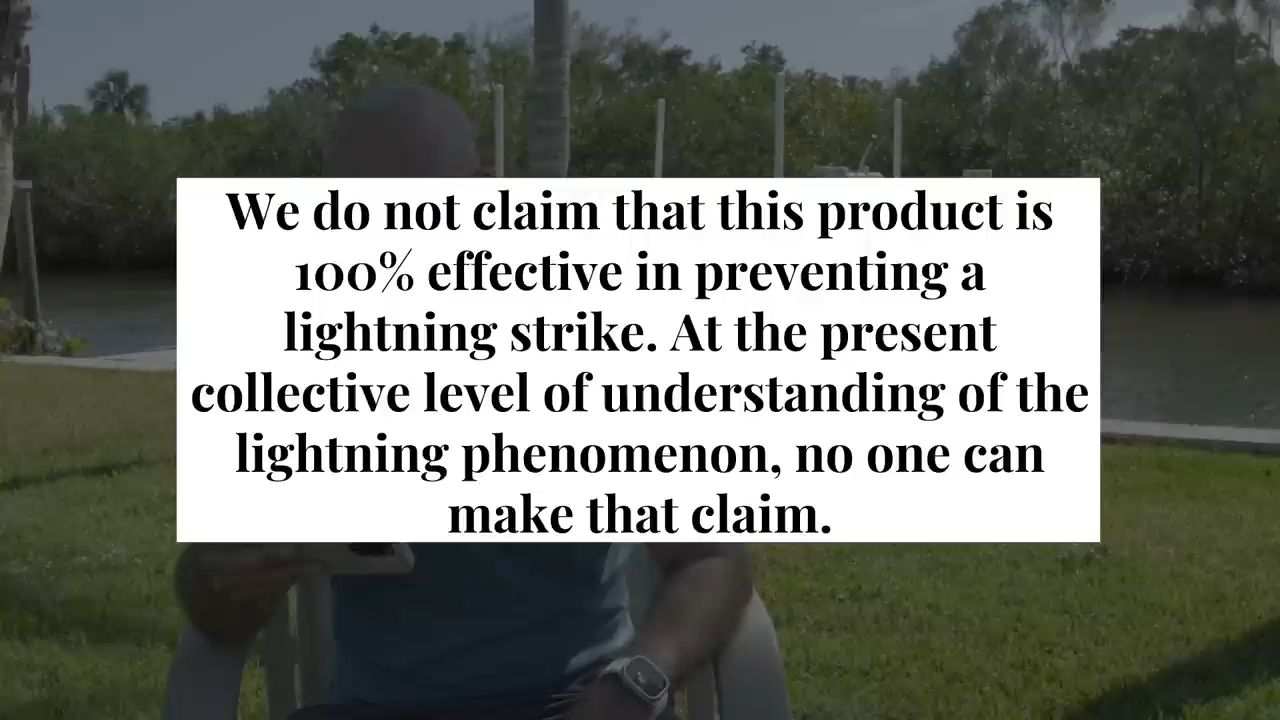 We do not claim that this product is
100% effective in preventing a
lightning strike. At the present
collective level of understanding of the
lightning phenomenon, no one can
make that claim.